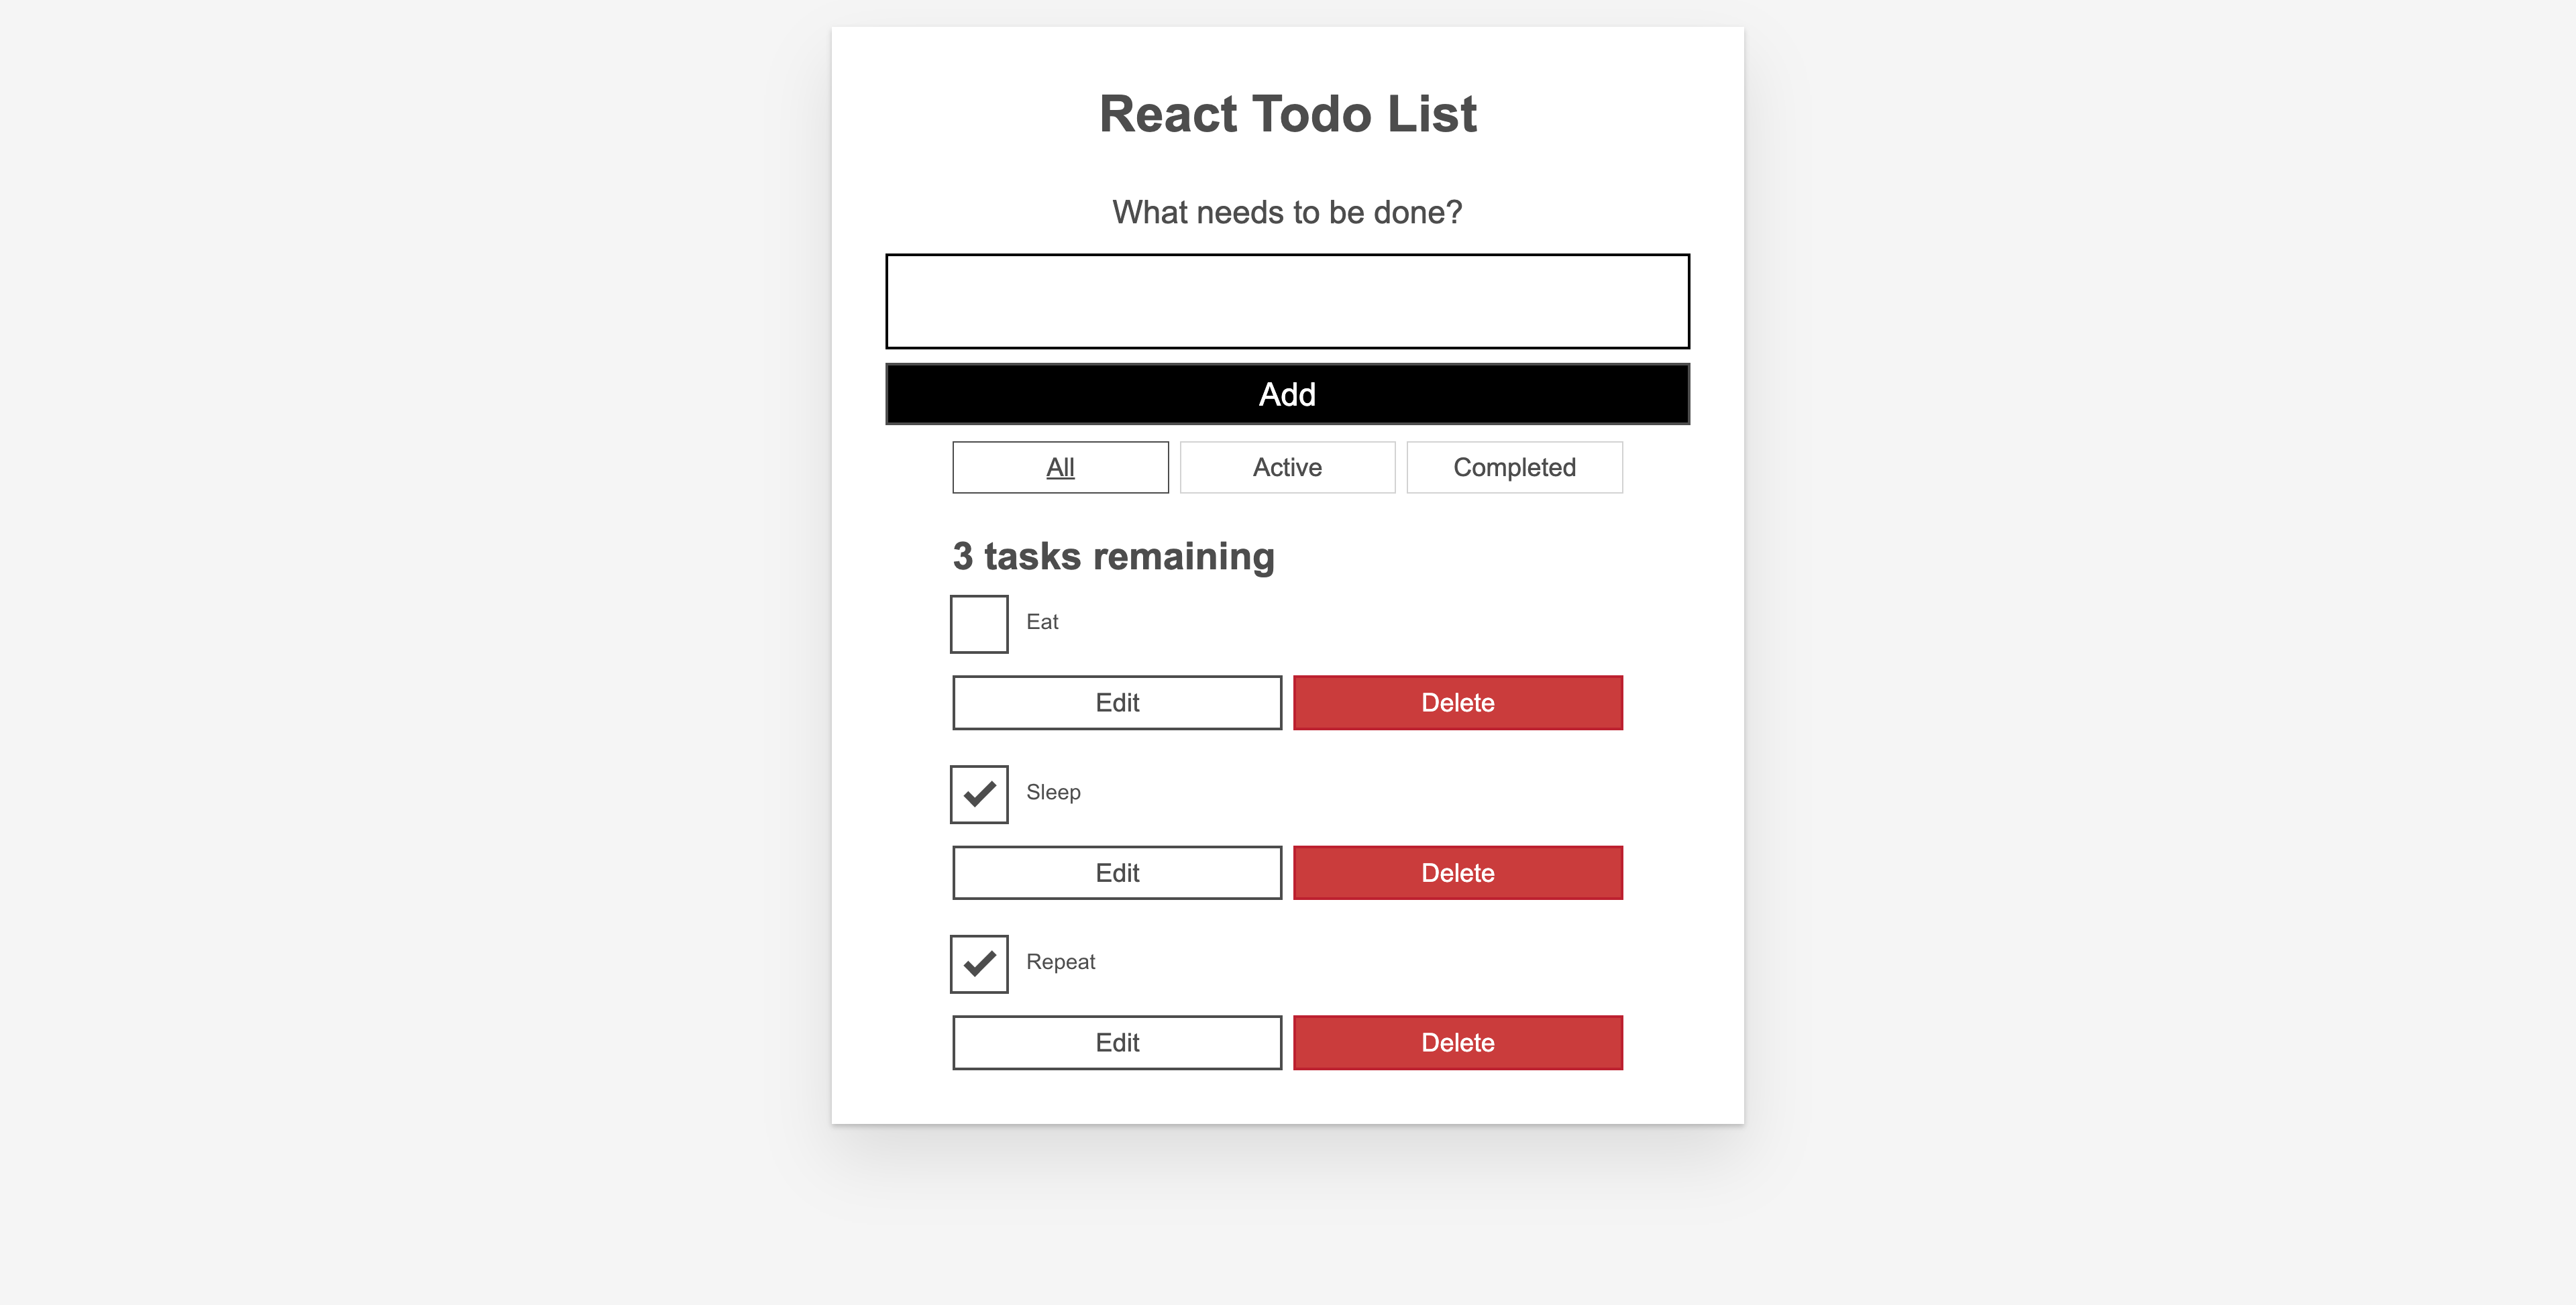 React Todo List
What needs to be done?
Add
All Active Completed
3 tasks remaining
Eat
Edit Delete
Sleep
Edit Delete
Repeat
Edit Delete